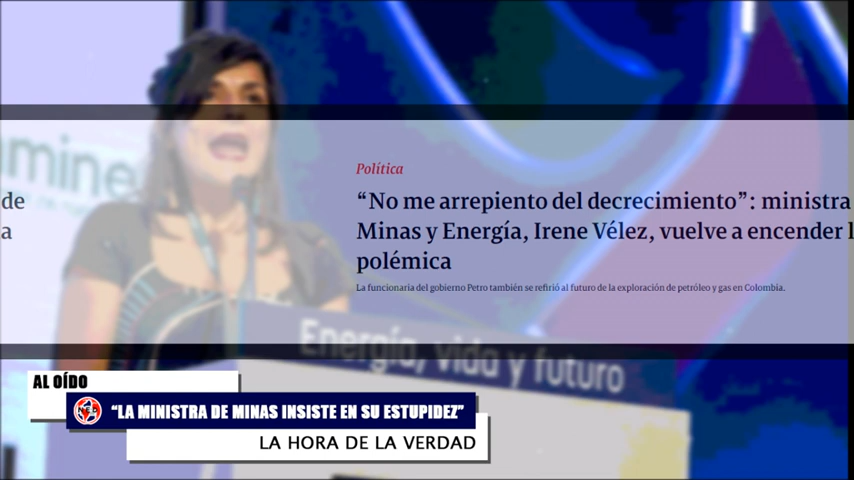 amine
de
a
Política
“No me arrepiento del decrecimiento”: ministra
Minas y Energía, Irene Vélez, vuelve a encender l
polémica
La funcionaria del gobierno Petro también se refirió al futuro de la exploración de petróleo y gas en Colombia.
Energía, vida y futuro
AL OÍDO
“LA MINISTRA DE MINAS INSISTE EN SU ESTUPIDEZ”
LA HORA DE LA VERDAD